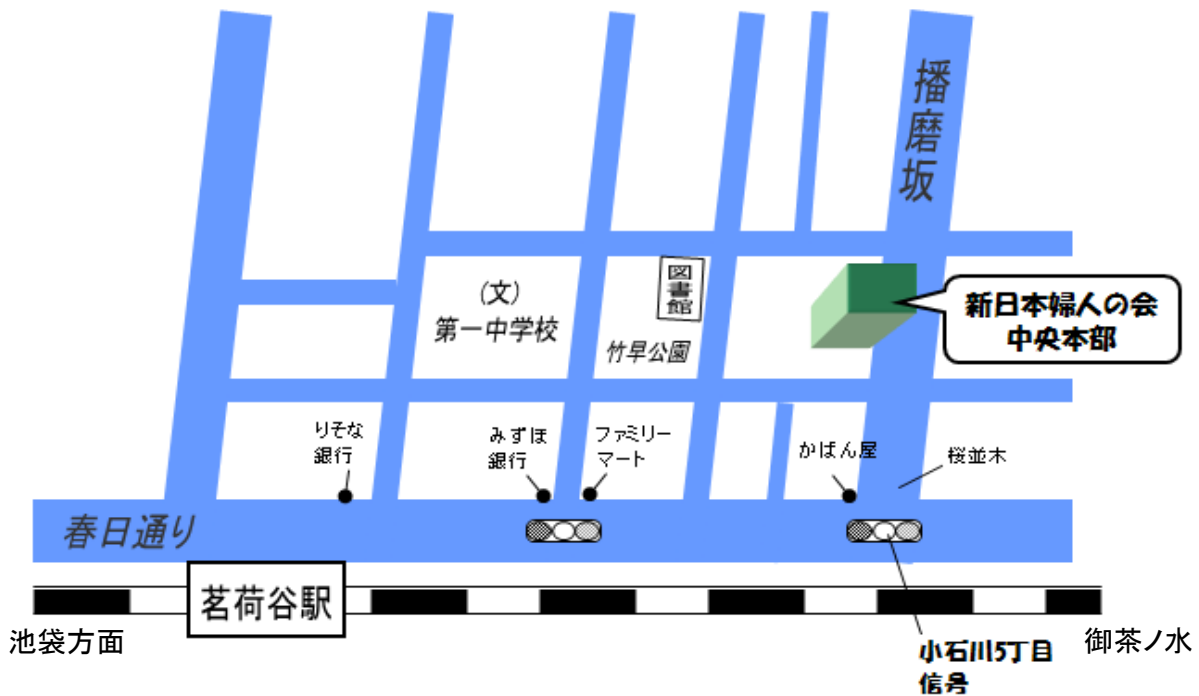 播磨坂
(文)
第一中学校
図書館
竹早公園
新日本婦人の会
中央本部
りそな
銀行
みずほ
銀行
ファミリー
マート
かばん屋
桜並木
春日通り
茗荷谷駅
池袋方面
御茶ノ水
小石川5丁目
信号